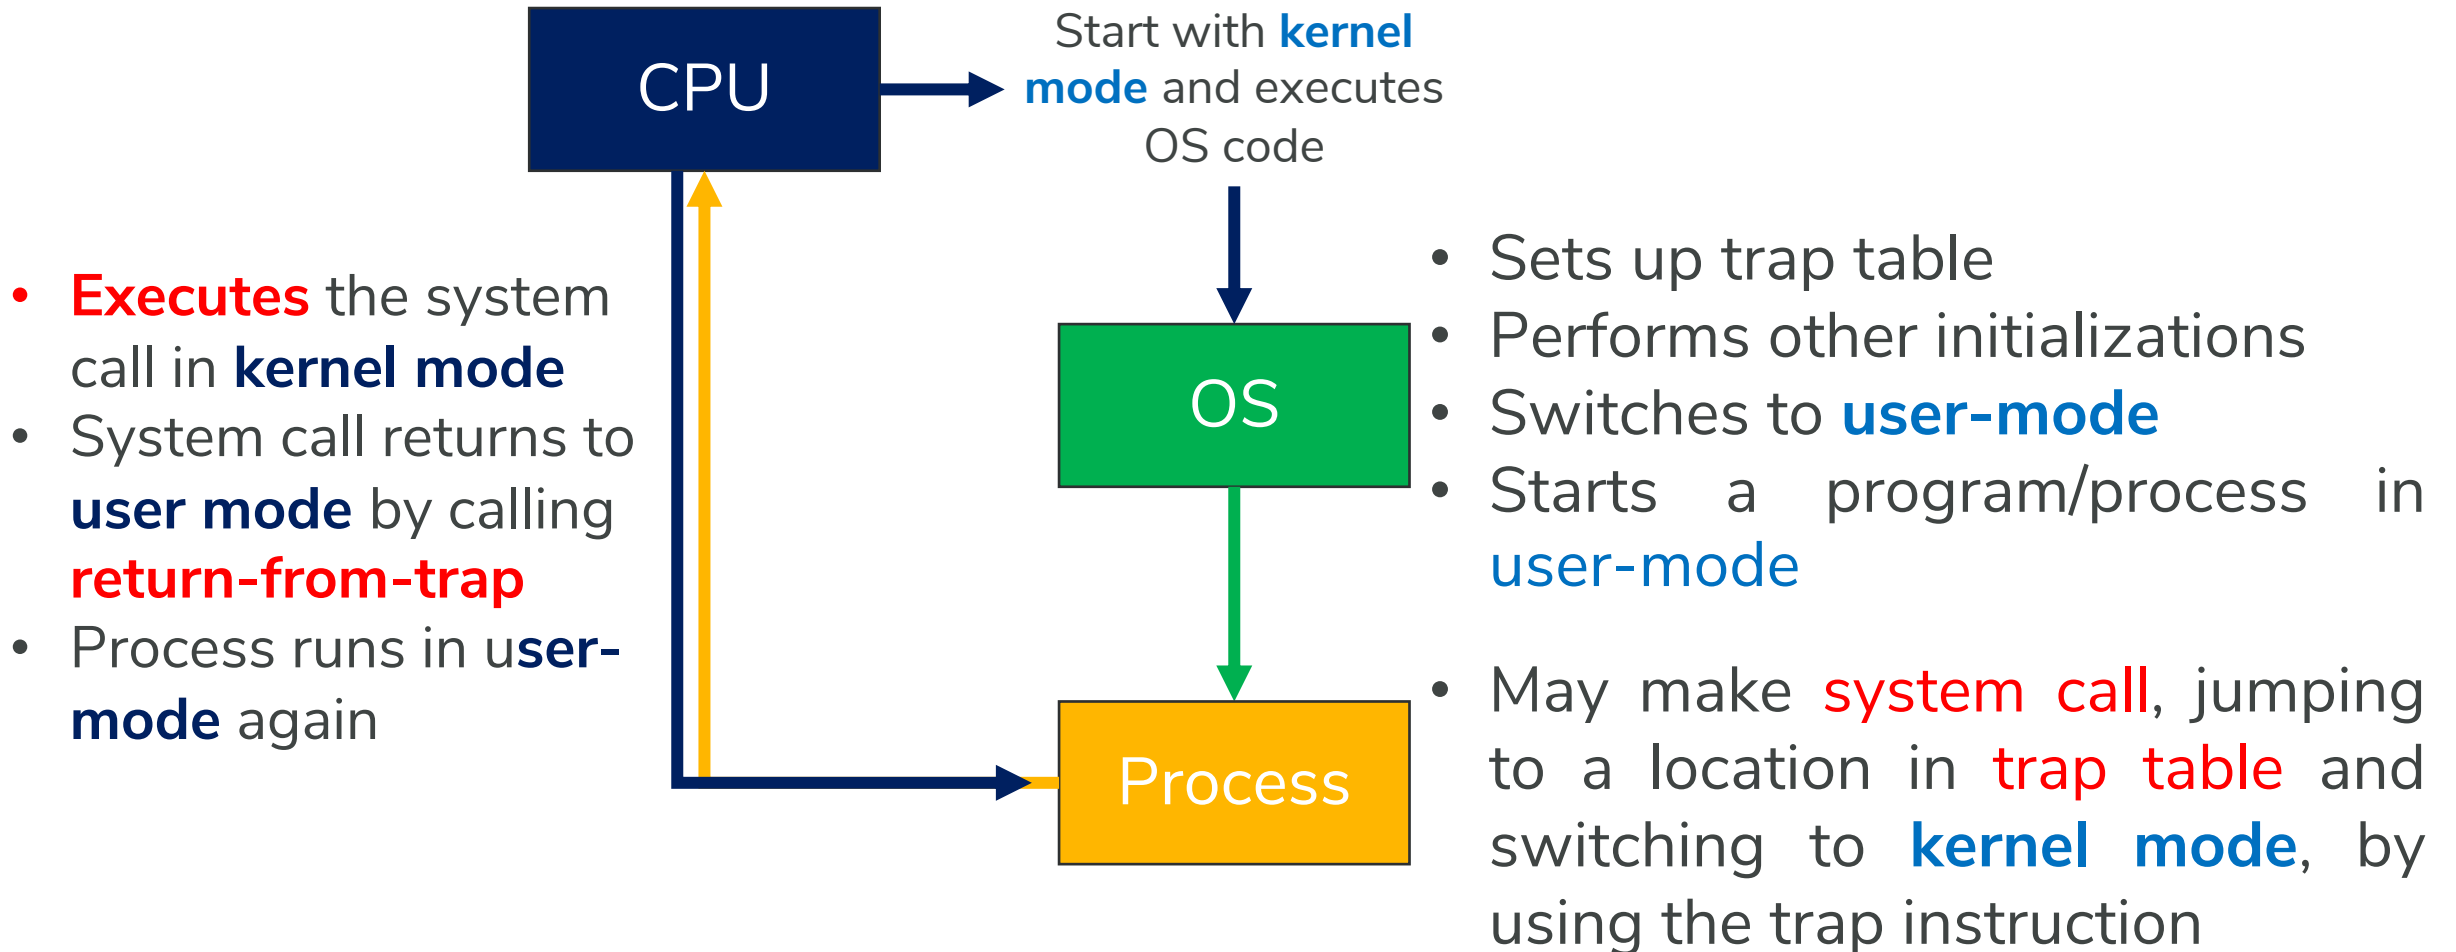 CPU
Start with kernel
mode and executes
OS code
• Executes the system
call in kernel mode
• System call returns to
user mode by calling
return-from-trap
• Process runs in user-
mode again
OS
• Sets up trap table
• Performs other initializations
• Switches to user-mode
• Starts a program/process in
user-mode
Process
• May make system call, jumping
to a location in trap table and
switching to kernel mode, by
using the trap instruction